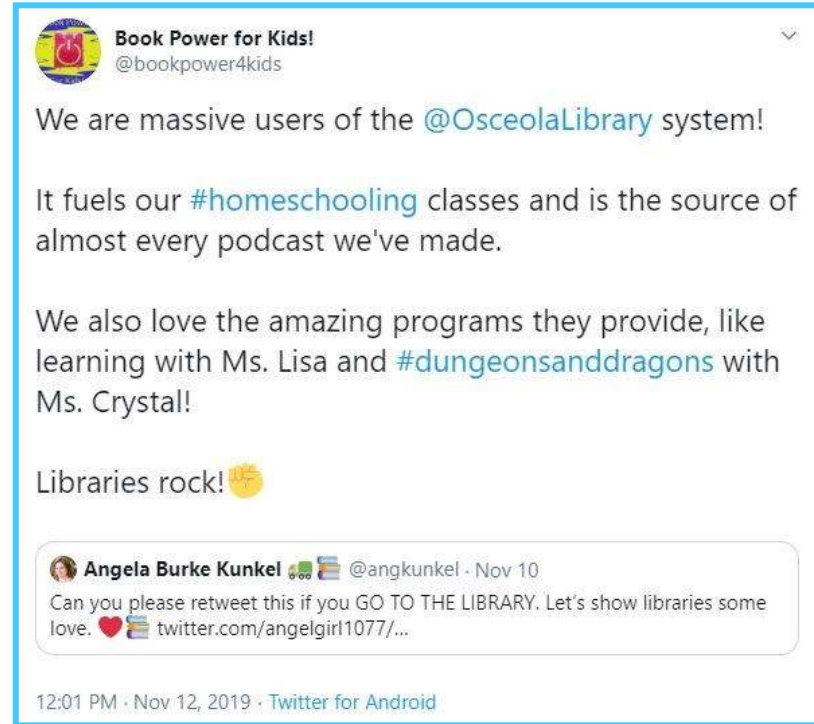 Book Power for Kids!
@bookpower4kids
We are massive users of the @OsceolaLibrary system!
It fuels our #homeschooling classes and is the source of
almost every podcast we've made.
We also love the amazing programs they provide, like
learning with Ms. Lisa and #dungeonsanddragons with
Ms. Crystal!
Libraries rock!✊
Angela Burke Kunkel 🚛📚 @angkunkel · Nov 10
Can you please retweet this if you GO TO THE LIBRARY. Let's show libraries some
love. ❤️📚 twitter.com/angelgirl1077/...
12:01 PM · Nov 12, 2019 · Twitter for Android